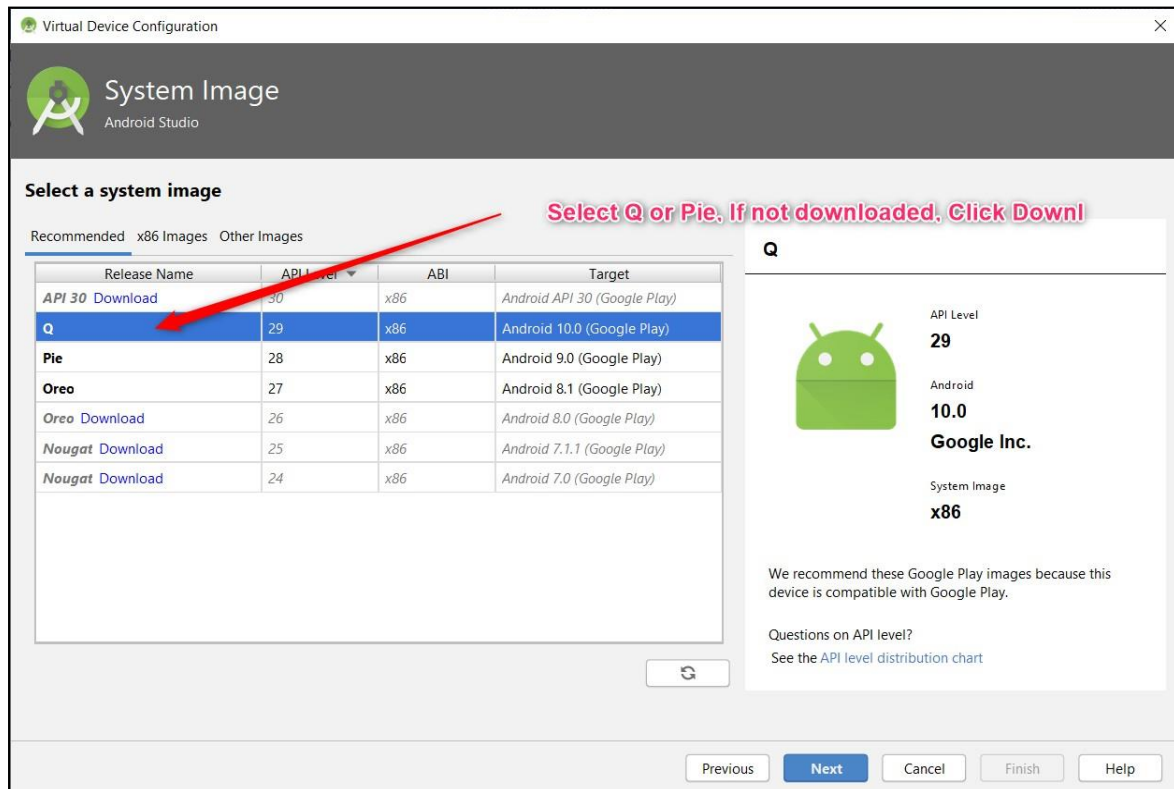 Virtual Device Configuration
System Image
Android Studio
Select a system image
Select Q or Pie, If not downloaded, Click Downl
Recommended x86 Images Other Images
Release Name API Level ABI Target
API 30 Download 30 x86 Android API 30 (Google Play)
Q 29 x86 Android 10.0 (Google Play)
Pie 28 x86 Android 9.0 (Google Play)
Oreo 27 x86 Android 8.1 (Google Play)
Oreo Download 26 x86 Android 8.0 (Google Play)
Nougat Download 25 x86 Android 7.1.1 (Google Play)
Nougat Download 24 x86 Android 7.0 (Google Play)
Q
API Level
29
Android
10.0
Google Inc.
System Image
x86
We recommend these Google Play images because this
device is compatible with Google Play.
Questions on API level?
See the API level distribution chart
Previous Next Cancel Finish Help